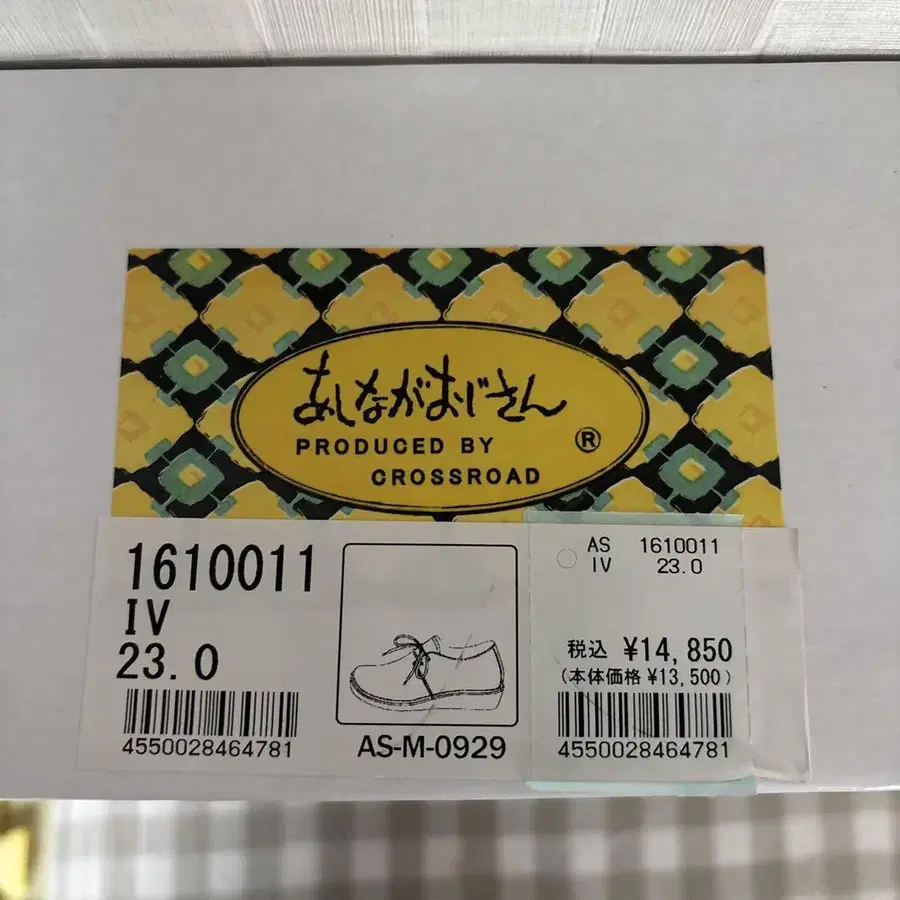 あしながおじさん
PRODUCED BY ®
CROSSROAD
1610011
IV
23.0
4550028464781
AS-M-0929
AS 1610011
IV 23.0
税込 ¥14,850
(本体価格 ¥13,500)
4550028464781